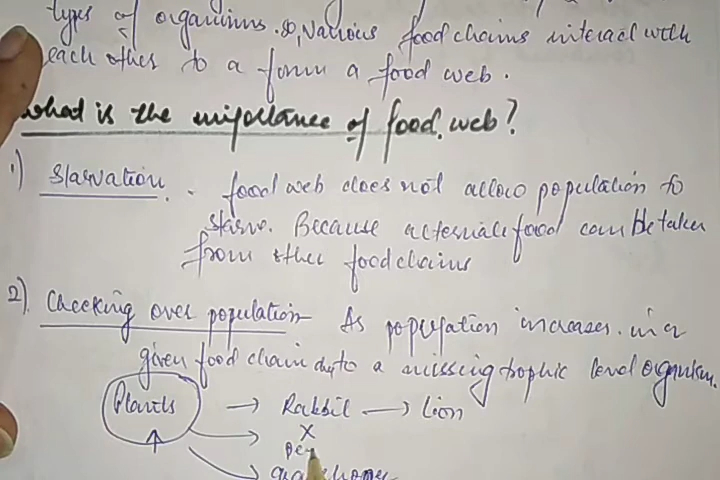 types of organisms. so, various food chains interact with
each other to a form a food web.
what is the importance of food web?
1) Starvation - food web does not allow population to
starve. Because alternate food can be taken
from other food chains
2) Checking over population - As population increases in a
given food chain due to a missing trophic level organism.
Plants → Rabbit → lion
X